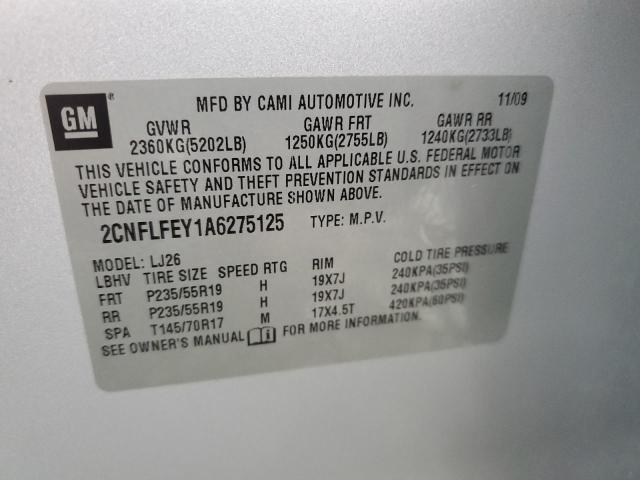 GM ® MFD BY CAMI AUTOMOTIVE INC. 11/09
GVWR GAWR FRT GAWR RR
2360KG(5202LB) 1250KG(2755LB) 1240KG(2733LB)
THIS VEHICLE CONFORMS TO ALL APPLICABLE U.S. FEDERAL MOTOR
VEHICLE SAFETY AND THEFT PREVENTION STANDARDS IN EFFECT ON
THE DATE OF MANUFACTURE SHOWN ABOVE.
2CNFLFEY1A6275125 TYPE: M.P.V.
MODEL: LJ26
LBHV TIRE SIZE SPEED RTG RIM COLD TIRE PRESSURE
FRT P235/55R19 H 19X7J 240KPA(35PSI)
RR P235/55R19 H 19X7J 240KPA(35PSI)
SPA T145/70R17 M 17X4.5T 420KPA(60PSI)
SEE OWNER'S MANUAL i FOR MORE INFORMATION.